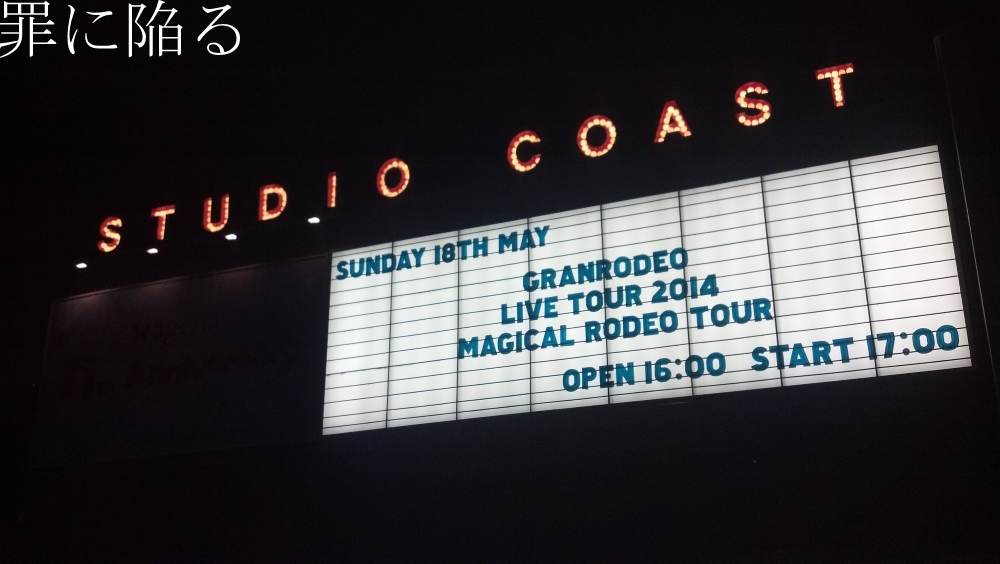 罪に陥る
STUDIO COAST
SUNDAY 18TH MAY
GRANRODEO
LIVE TOUR 2014
MAGICAL RODEO TOUR
OPEN 16:00 START 17:00